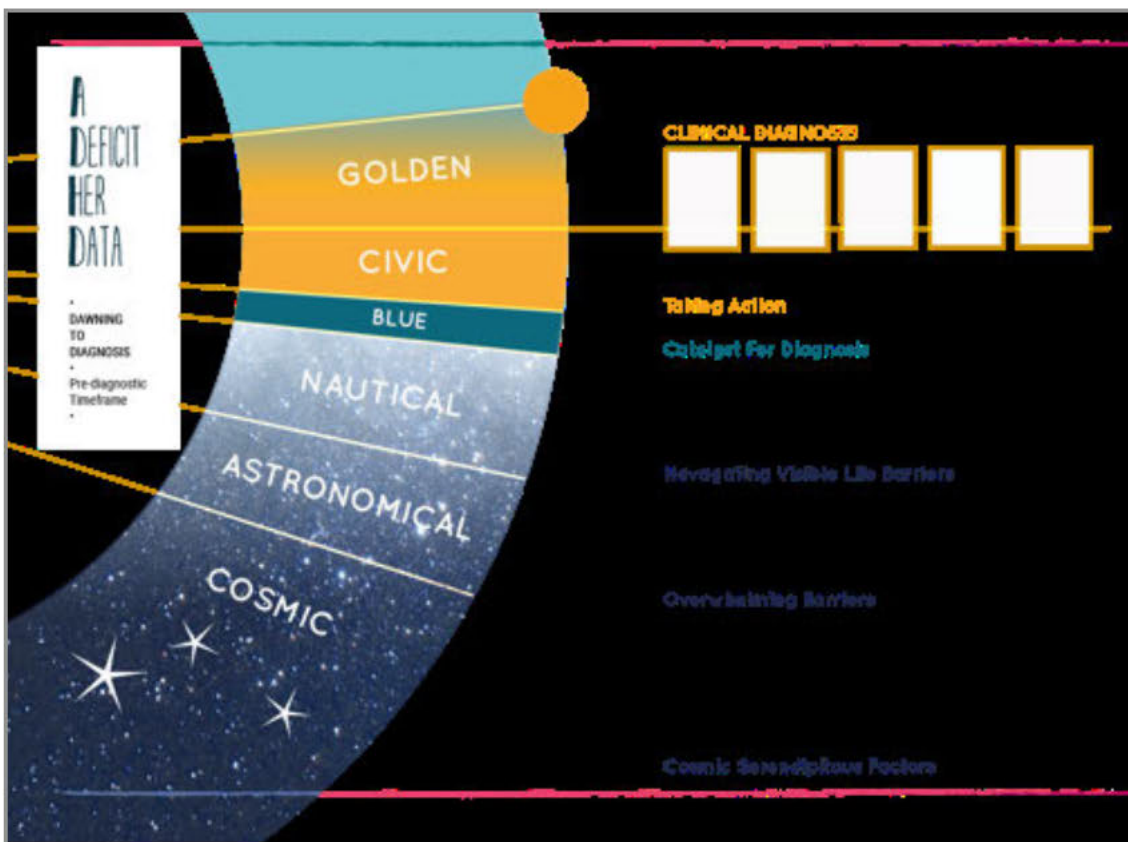 A
DEFICIT
HER
DATA
•
DAWNING
TO
DIAGNOSIS
•
Pre-diagnostic
Timeframe
•
GOLDEN
CIVIC
BLUE
NAUTICAL
ASTRONOMICAL
COSMIC
CLINICAL DIAGNOSIS
Taking Action
Catalyst For Diagnosis
Navagating Visible Life Barriers
Overwhelming Barriers
Cosmic Serendipitous Factors